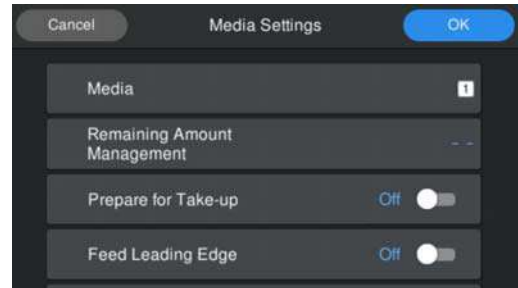 Cancel Media Settings OK
Media 1
Remaining Amount
Management - -
Prepare for Take-up Off
Feed Leading Edge Off